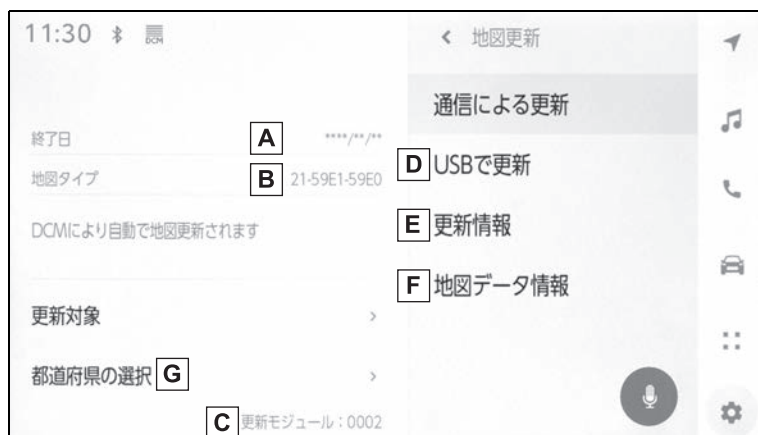 11:30 DCM
終了日 A ****/**/**
地図タイプ B 21-59E1-59E0
DCMにより自動で地図更新されます
更新対象 >
都道府県の選択 G >
C 更新モジュール：0002
< 地図更新
通信による更新
D USBで更新
E 更新情報
F 地図データ情報